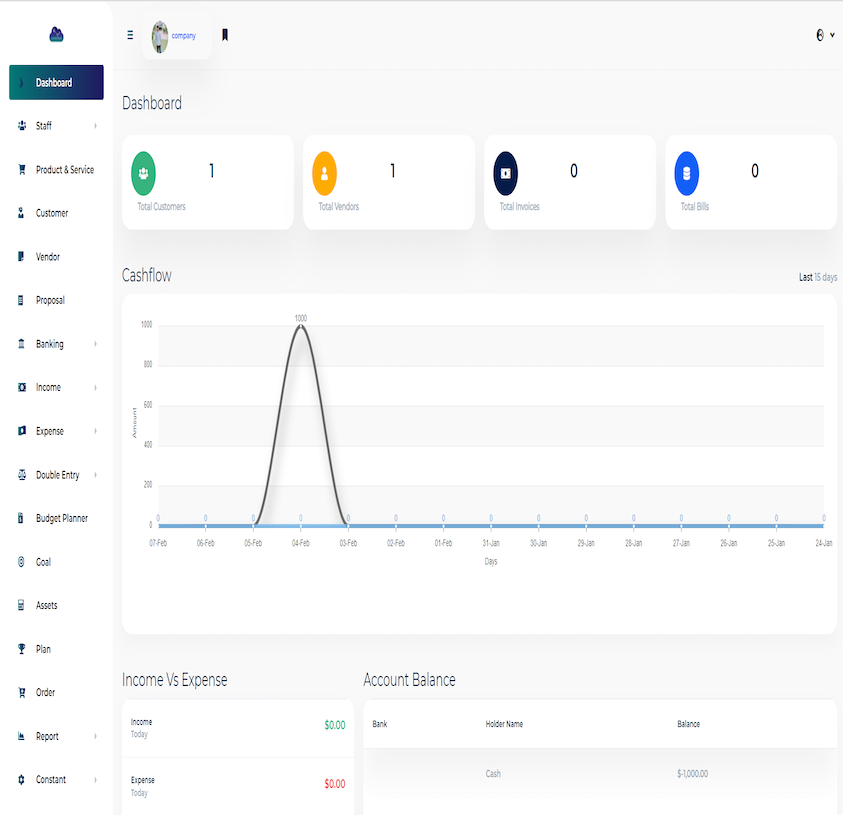 company
Dashboard
Staff
Product & Service
Customer
Vendor
Proposal
Banking
Income
Expense
Double Entry
Budget Planner
Goal
Assets
Plan
Order
Report
Constant
Dashboard
1
Total Customers
1
Total Vendors
0
Total Invoices
0
Total Bills
Cashflow
Last 15 days
1000
1000
800
600
400
200
0
Amount
0 0 0 0 0 0 0 0 0 0 0 0 0 0 0
07-Feb 06-Feb 05-Feb 04-Feb 03-Feb 02-Feb 01-Feb 31-Jan 30-Jan 29-Jan 28-Jan 27-Jan 26-Jan 25-Jan 24-Jan
Days
Income Vs Expense
Income
Today
$0.00
Expense
Today
$0.00
Account Balance
Bank Holder Name Balance
Cash $-1,000.00